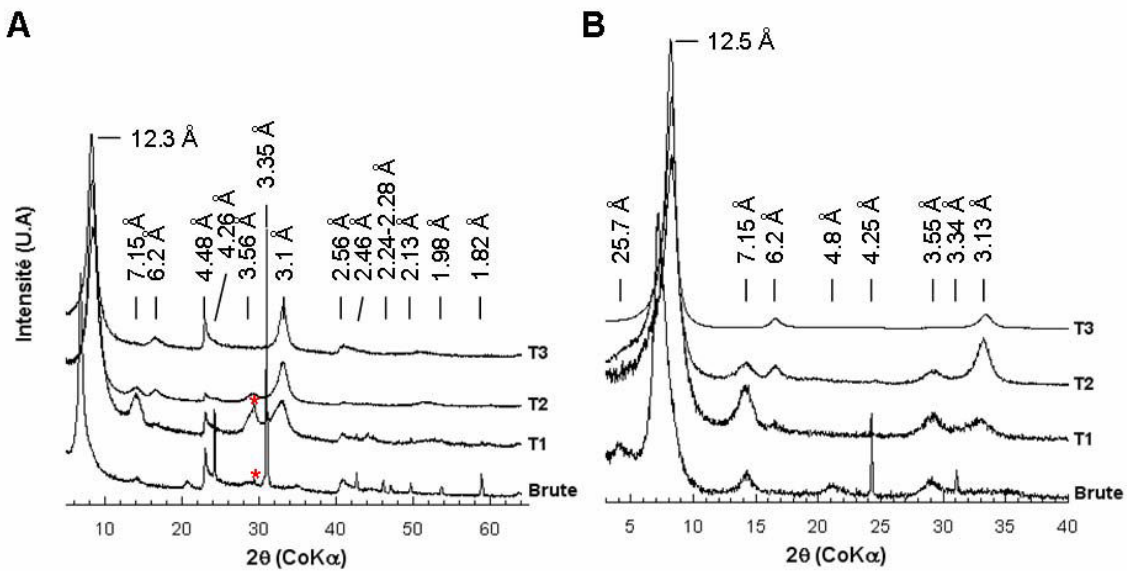 A
B
12.3 Å
12.5 Å
Intensité (U.A)
7.15 Å
6.2 Å
4.48 Å
4.26 Å
3.56 Å
3.35 Å
3.1 Å
2.56 Å
2.46 Å
2.24-2.28 Å
2.13 Å
1.98 Å
1.82 Å
25.7 Å
7.15 Å
6.2 Å
4.8 Å
4.25 Å
3.55 Å
3.34 Å
3.13 Å
T3
T2
*
T1
*
Brute
T3
T2
T1
Brute
10 20 30 40 50 60
5 10 15 20 25 30 35 40
2θ (CoKα)
2θ (CoKα)